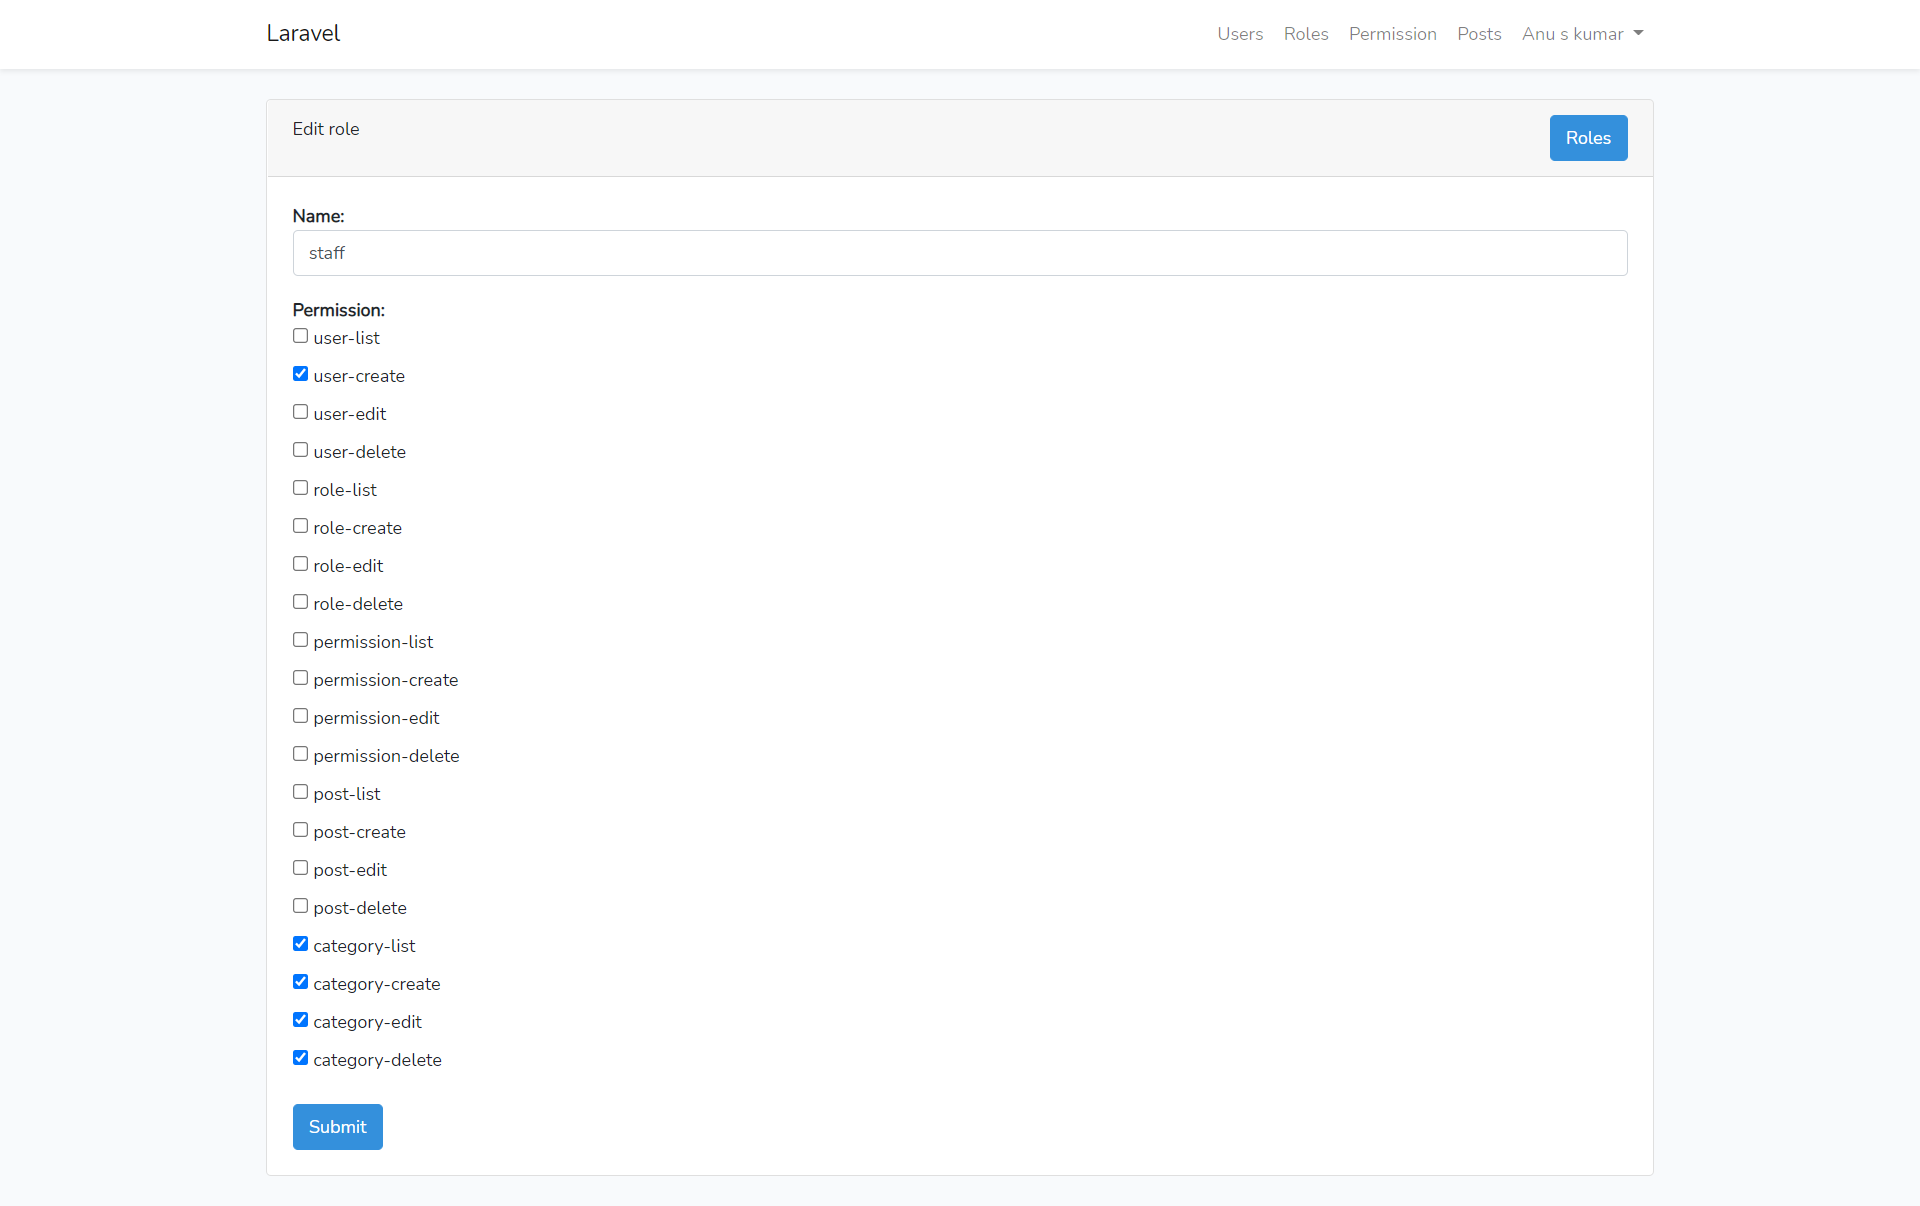 Laravel
Users Roles Permission Posts Anu s kumar
Edit role
Roles
Name:
staff
Permission:
user-list
user-create
user-edit
user-delete
role-list
role-create
role-edit
role-delete
permission-list
permission-create
permission-edit
permission-delete
post-list
post-create
post-edit
post-delete
category-list
category-create
category-edit
category-delete
Submit